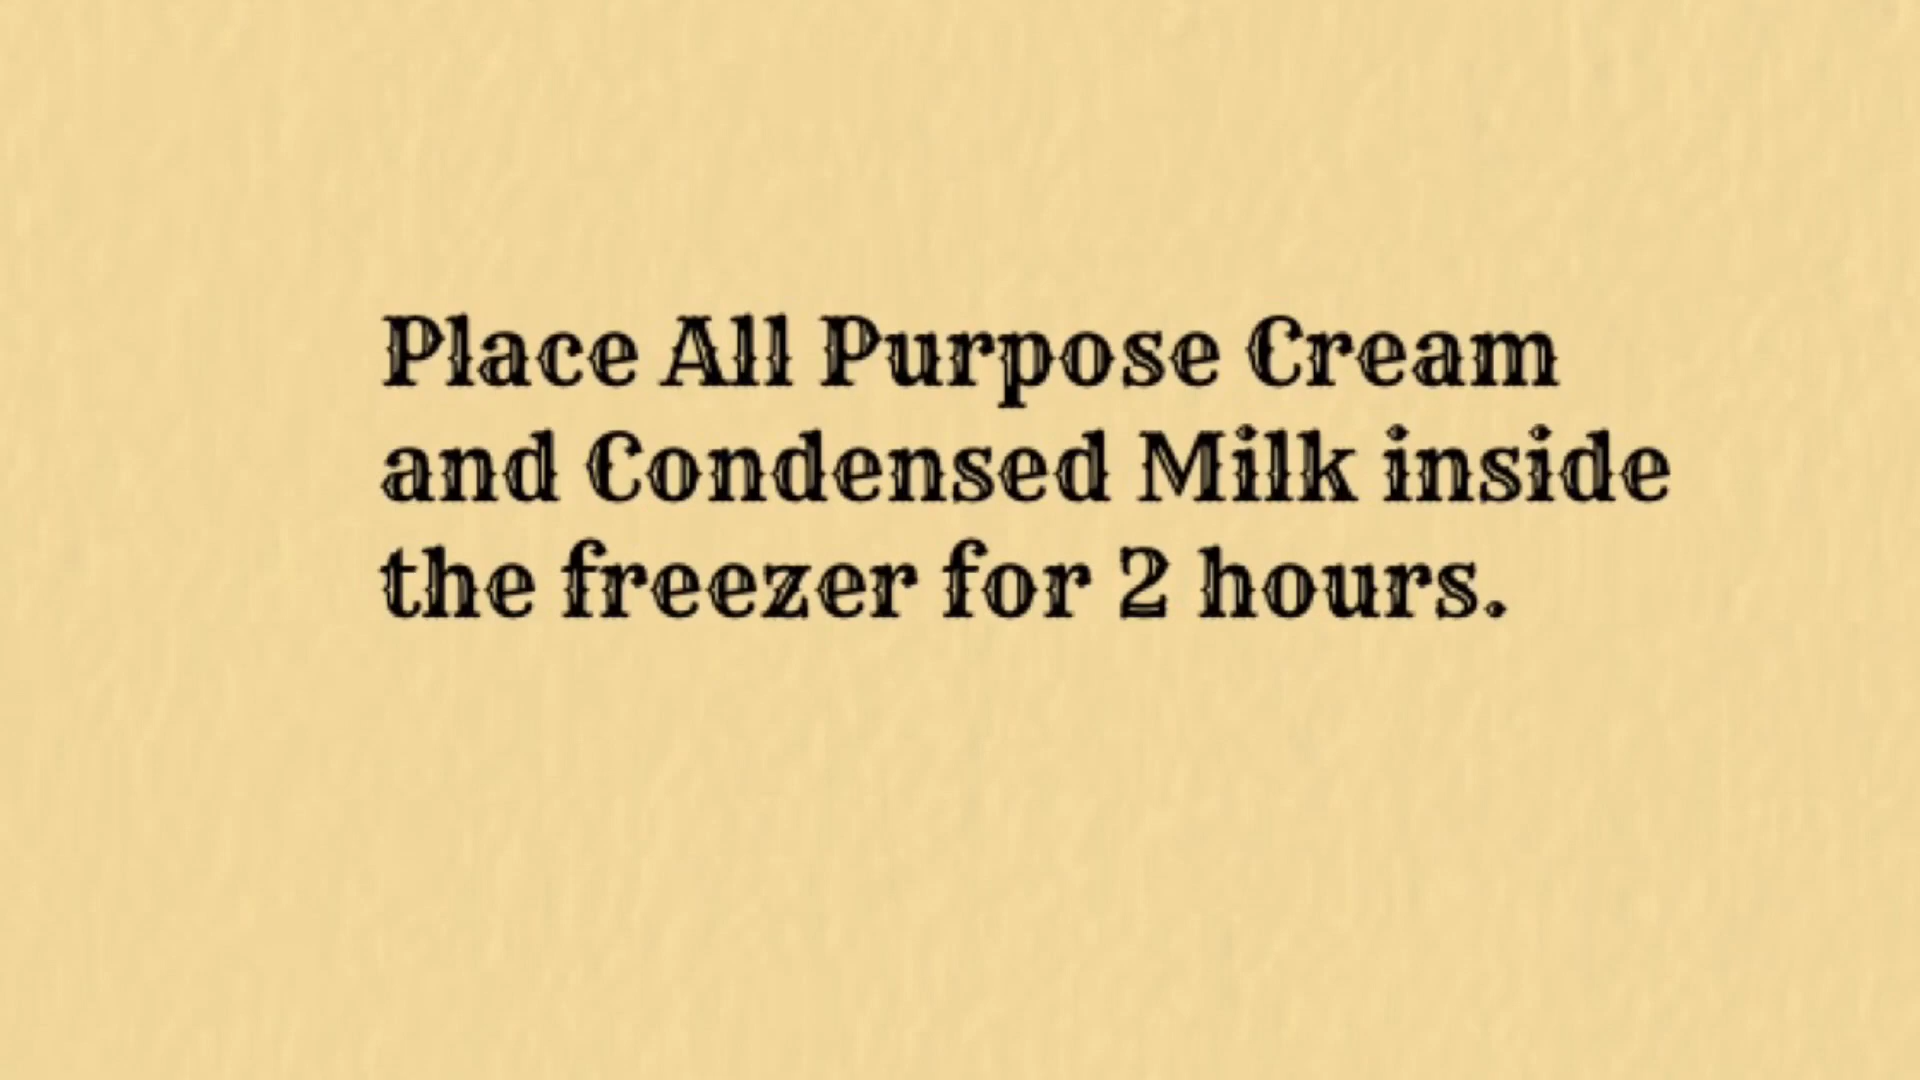 Place All Purpose Cream
and Condensed Milk inside
the freezer for 2 hours.